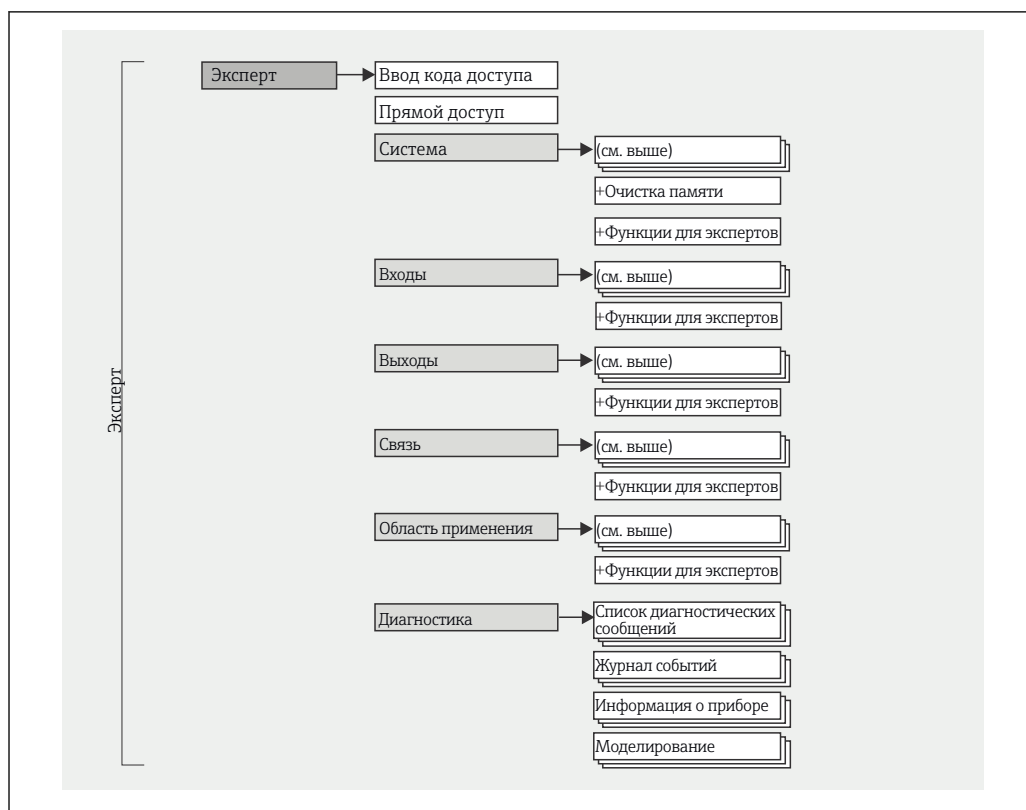 Эксперт
Эксперт
Ввод кода доступа
Прямой доступ
Система
(см. выше)
+Очистка памяти
+Функции для экспертов
Входы
(см. выше)
+Функции для экспертов
Выходы
(см. выше)
+Функции для экспертов
Связь
(см. выше)
+Функции для экспертов
Область применения
(см. выше)
+Функции для экспертов
Диагностика
Список диагностических
сообщений
Журнал событий
Информация о приборе
Моделирование